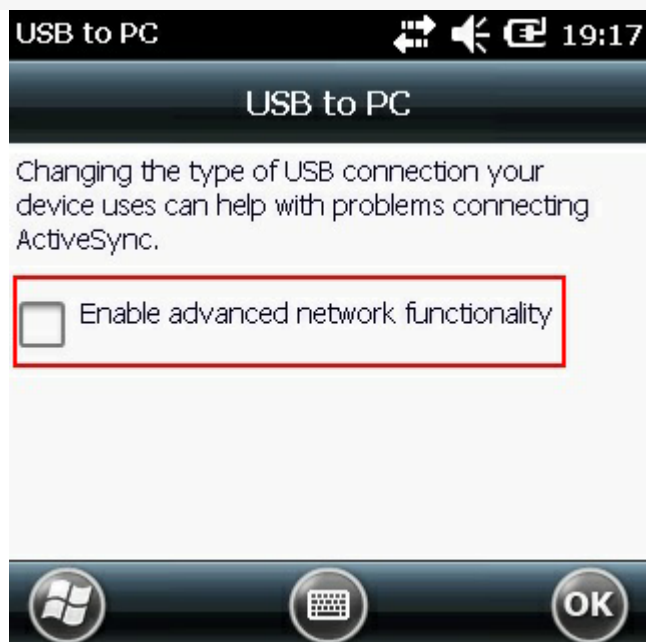 USB to PC 19:17
USB to PC
Changing the type of USB connection your
device uses can help with problems connecting
ActiveSync.
Enable advanced network functionality
OK